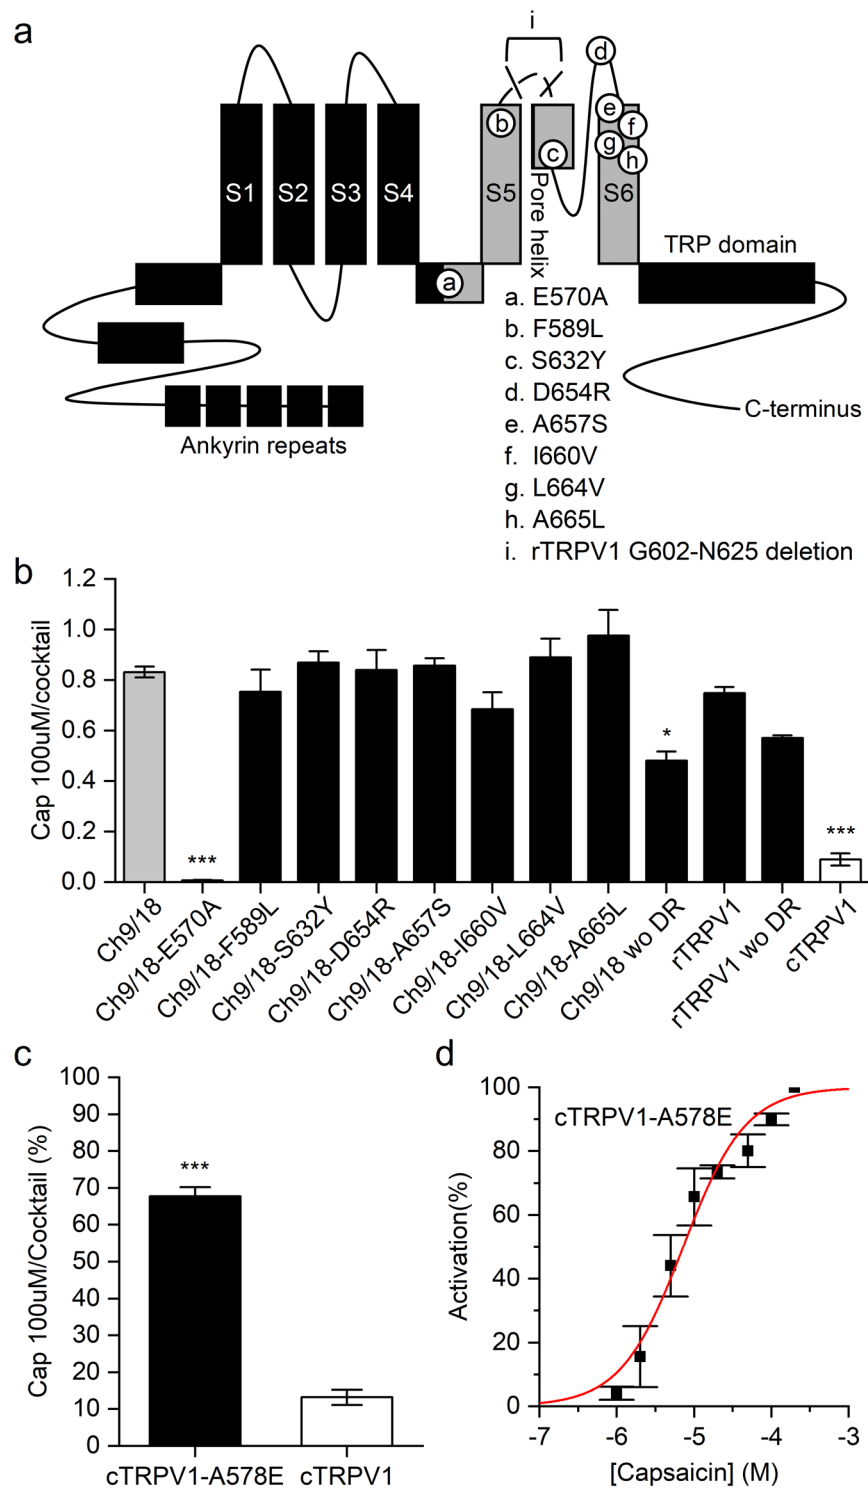 a
i
d
b
e
f
c
g
h
S1
S2
S3
S4
S5
Pore helix
S6
TRP domain
a
a. E570A
b. F589L
c. S632Y
d. D654R
e. A657S
f. I660V
g. L664V
h. A665L
i. rTRPV1 G602-N625 deletion
C-terminus
Ankyrin repeats
b
Cap 100uM/cocktail
1.2
1.0
0.8
0.6
0.4
0.2
0.0
***
*
***
Ch9/18
Ch9/18-E570A
Ch9/18-F589L
Ch9/18-S632Y
Ch9/18-D654R
Ch9/18-A657S
Ch9/18-I660V
Ch9/18-L664V
Ch9/18-A665L
Ch9/18 wo DR
rTRPV1
rTRPV1 wo DR
cTRPV1
c
Cap 100uM/Cocktail (%)
100
90
80
70
60
50
40
30
20
10
0
***
cTRPV1-A578E
cTRPV1
d
cTRPV1-A578E
Activation(%)
100
80
60
40
20
0
-7
-6
-5
-4
-3
[Capsaicin] (M)